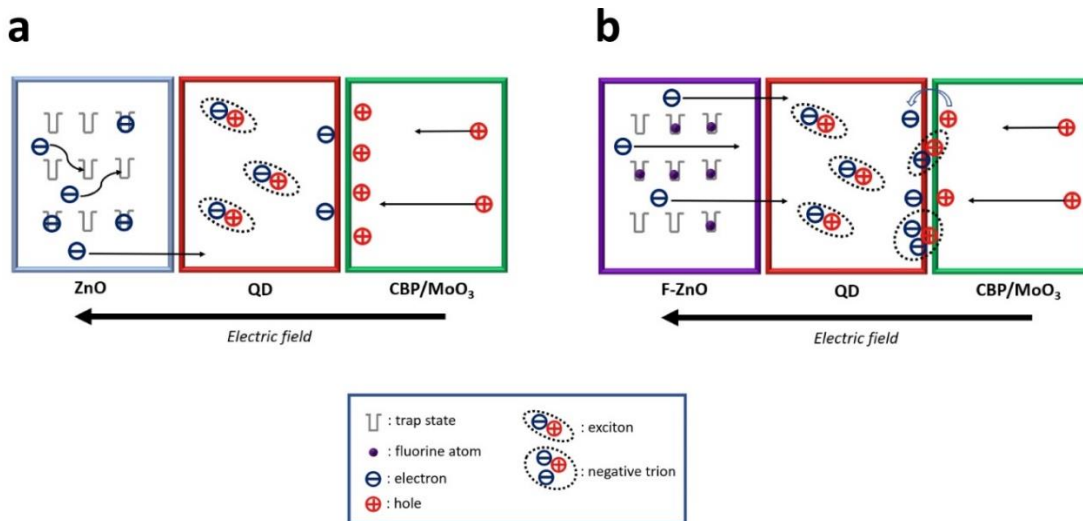 a
b
ZnO
QD
CBP/MoO₃
Electric field
F-ZnO
QD
CBP/MoO₃
Electric field
: trap state
: fluorine atom
: electron
: hole
: exciton
: negative trion